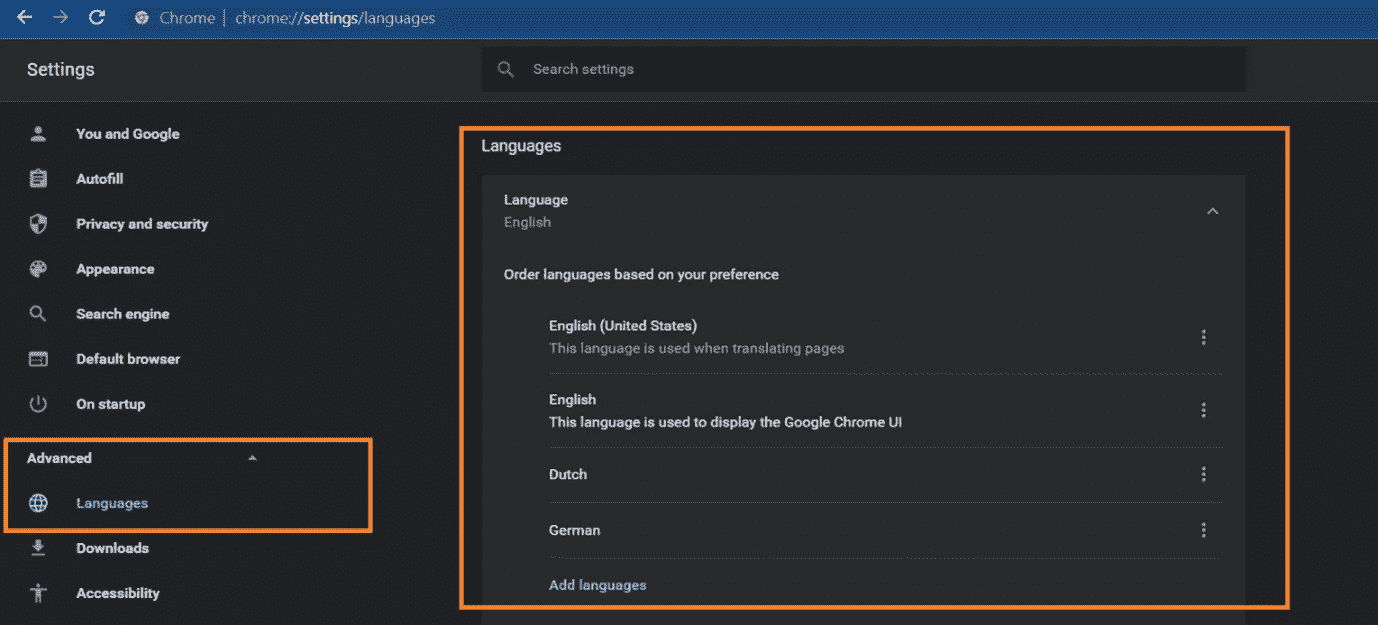 Chrome | chrome://settings/languages
Settings
Search settings
You and Google
Autofill
Privacy and security
Appearance
Search engine
Default browser
On startup
Advanced
Languages
Downloads
Accessibility
Languages
Language
English
Order languages based on your preference
English (United States)
This language is used when translating pages
English
This language is used to display the Google Chrome UI
Dutch
German
Add languages